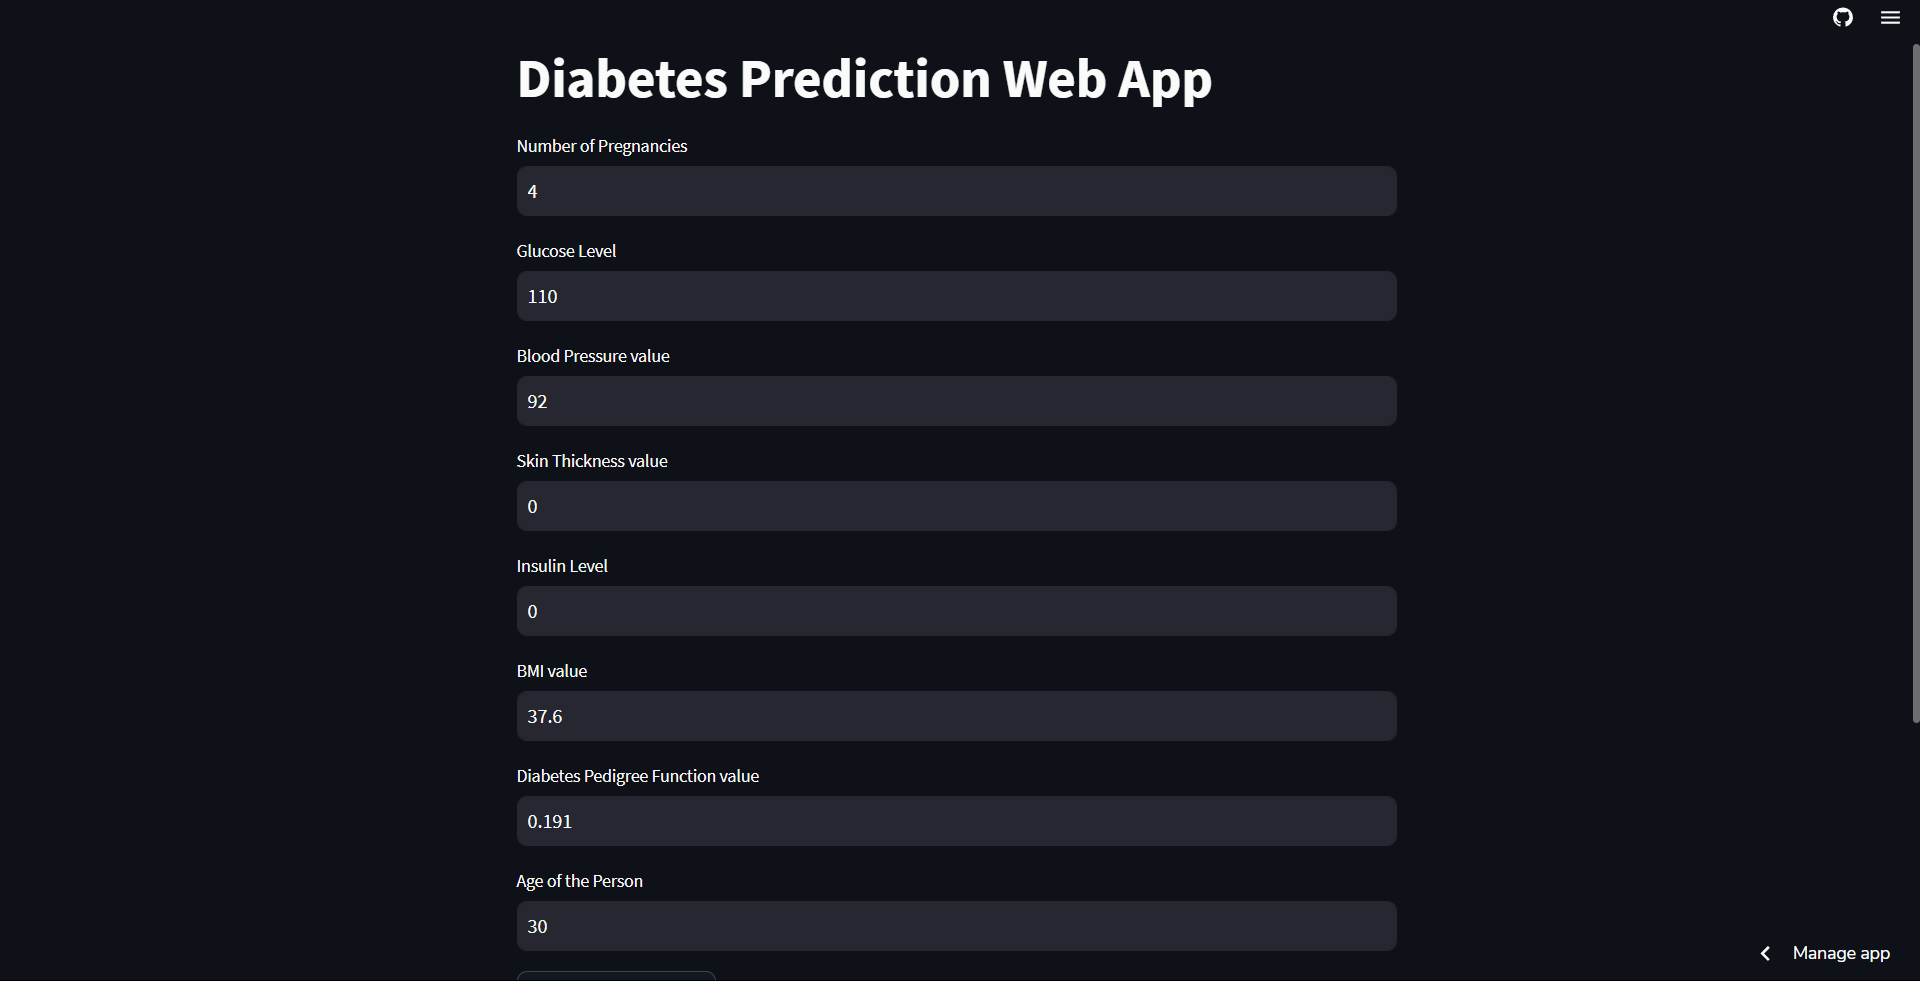 Diabetes Prediction Web App
Number of Pregnancies
4
Glucose Level
110
Blood Pressure value
92
Skin Thickness value
0
Insulin Level
0
BMI value
37.6
Diabetes Pedigree Function value
0.191
Age of the Person
30
Manage app